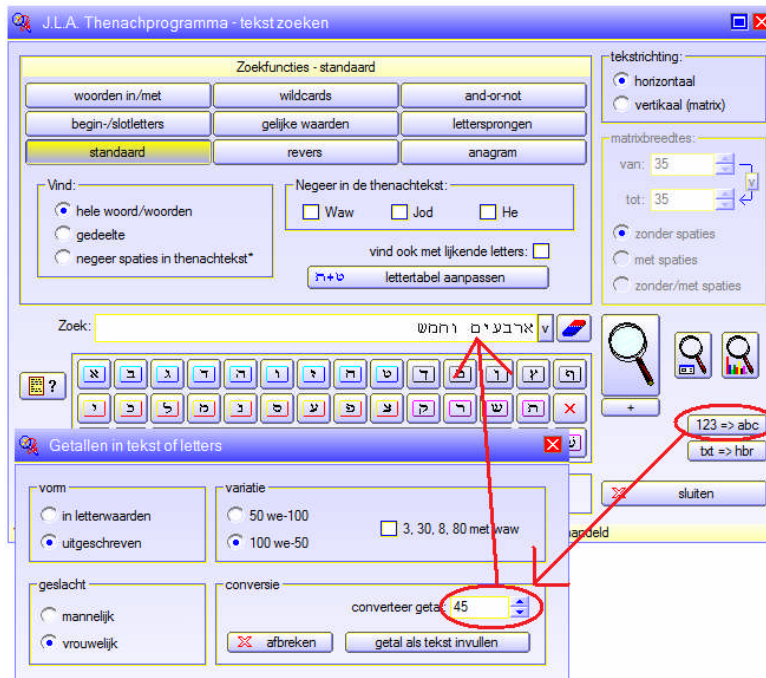 J.L.A. Thenachprogramma - tekst zoeken
Zoekfuncties - standaard
woorden in/met wildcards and-or-not
begin-/slotletters gelijke waarden lettersprongen
standaard revers anagram
Vind:
hele woord/woorden
gedeelte
negeer spaties in thenachtekst*
Negeer in de thenachtekst:
Waw Jod He
vind ook met lijkende letters:
ט+ת lettertabel aanpassen
tekstrichting:
horizontaal
vertikaal (matrix)
matrixbreedtes:
van: 35
v
tot: 35
zonder spaties
met spaties
zonder/met spaties
Zoek: ארבעים וחמש v
?
א ב ג ד ה ו ז ח ט ך ם ן ץ ף
י כ ל מ נ ס ע פ צ ק ר ש ת ×
+
123 => abc
txt => hbr
sluiten
Getallen in tekst of letters
vorm
in letterwaarden
uitgeschreven
variatie
50 we-100
100 we-50
3, 30, 8, 80 met waw
geslacht
mannelijk
vrouwelijk
conversie
converteer getal: 45
afbreken getal als tekst invullen